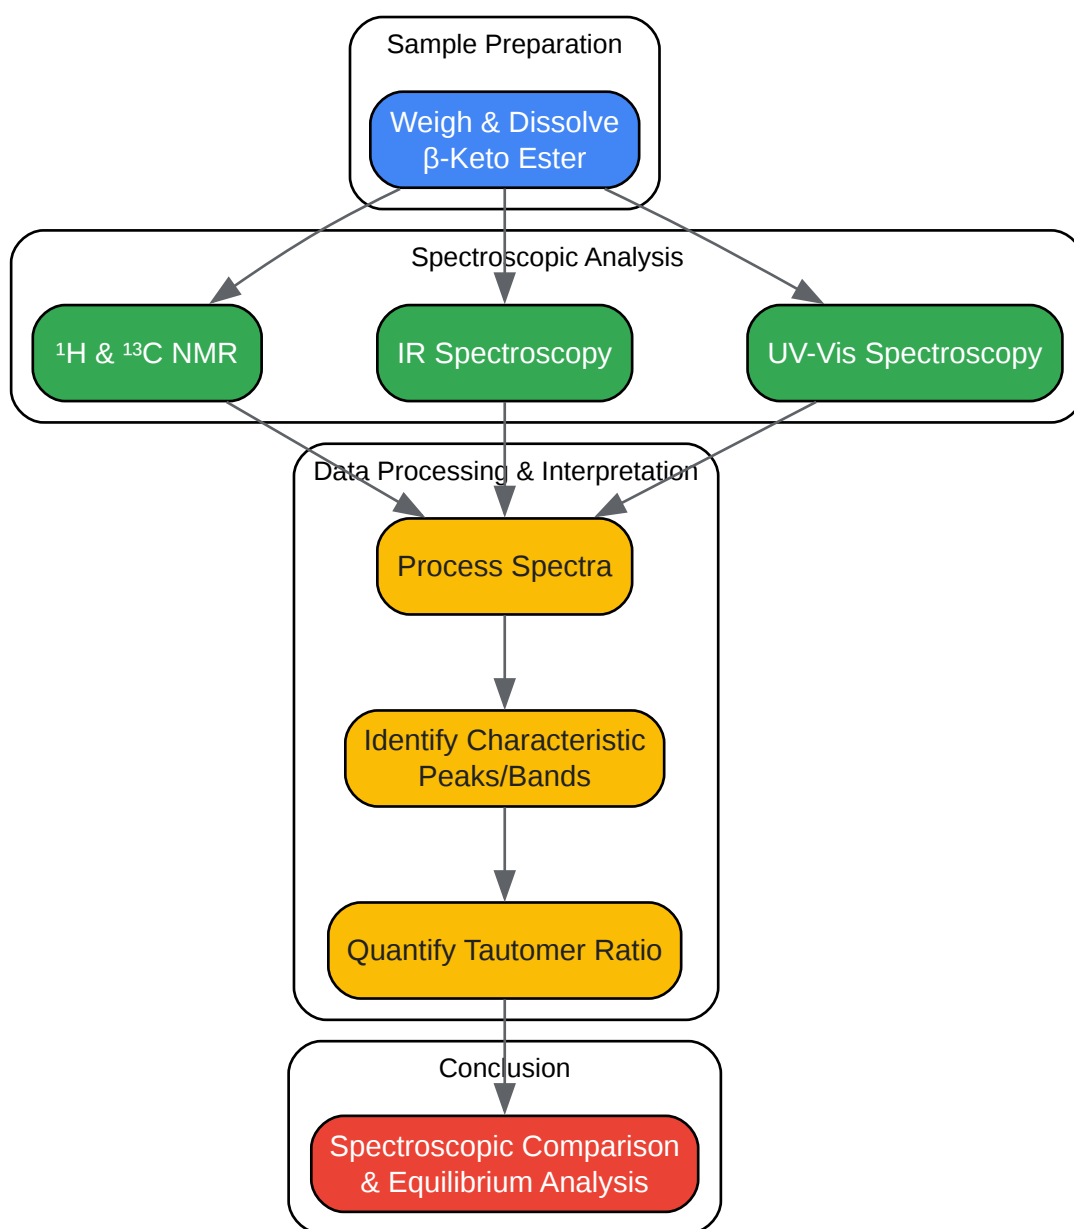 Sample Preparation
Weigh & Dissolve
β-Keto Ester
Spectroscopic Analysis
¹H & ¹³C NMR
IR Spectroscopy
UV-Vis Spectroscopy
Data Processing & Interpretation
Process Spectra
Identify Characteristic
Peaks/Bands
Quantify Tautomer Ratio
Conclusion
Spectroscopic Comparison
& Equilibrium Analysis